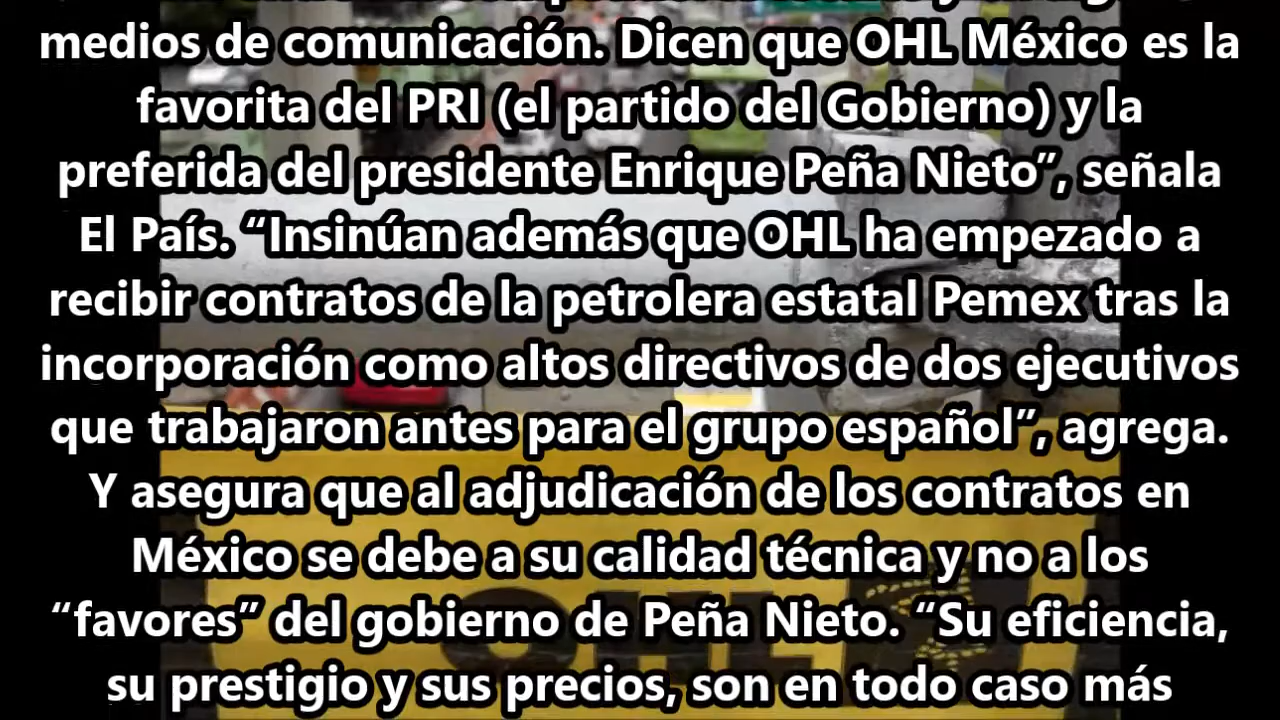 medios de comunicación. Dicen que OHL México es la
favorita del PRI (el partido del Gobierno) y la
preferida del presidente Enrique Peña Nieto”, señala
El País. “Insinúan además que OHL ha empezado a
recibir contratos de la petrolera estatal Pemex tras la
incorporación como altos directivos de dos ejecutivos
que trabajaron antes para el grupo español”, agrega.
Y asegura que al adjudicación de los contratos en
México se debe a su calidad técnica y no a los
“favores” del gobierno de Peña Nieto. “Su eficiencia,
su prestigio y sus precios, son en todo caso más
OHL